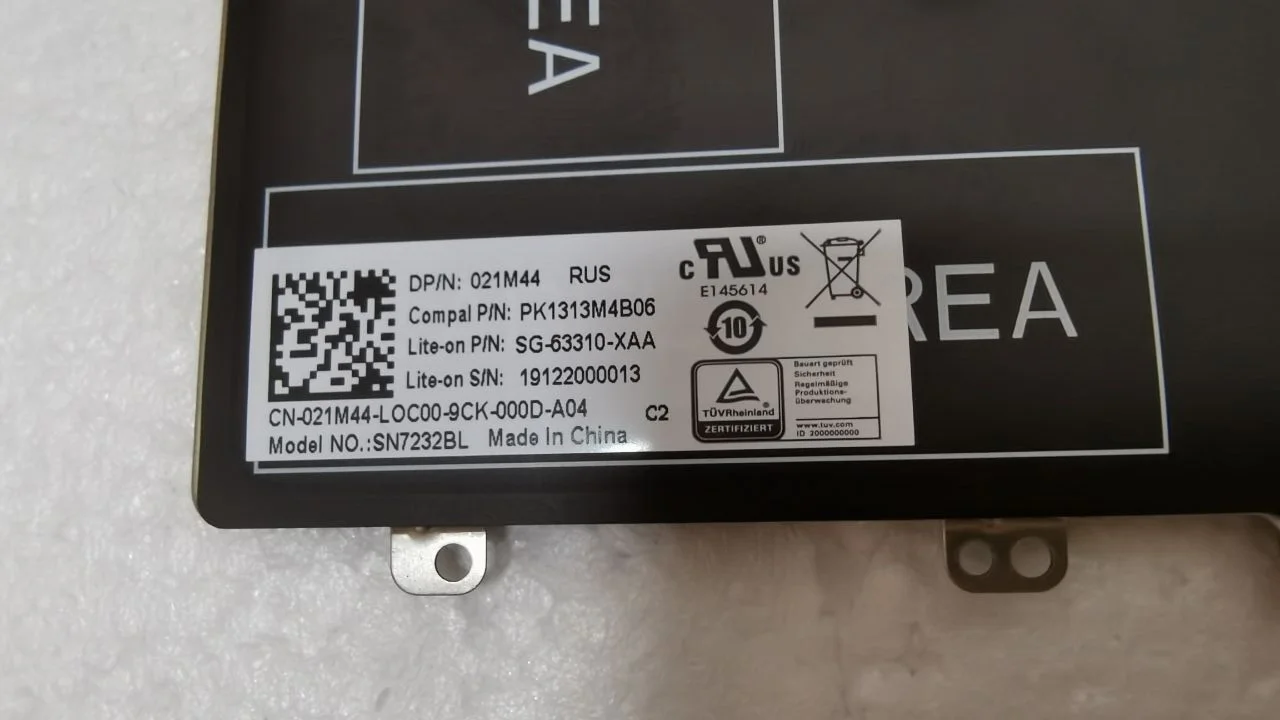 EA
DP/N: 021M44 RUS
Compal P/N: PK1313M4B06
Lite-on P/N: SG-63310-XAA
Lite-on S/N: 19122000013
CN-021M44-LOC00-9CK-000D-A04 C2
Model NO.:SN7232BL Made In China
c RU® US
E145614
10
TÜVRheinland®
ZERTIFIZIERT
Bauart geprüft
Sicherheit
Regelmäßige
Produktions-
überwachung
www.tuv.com
ID 2000000000
REA